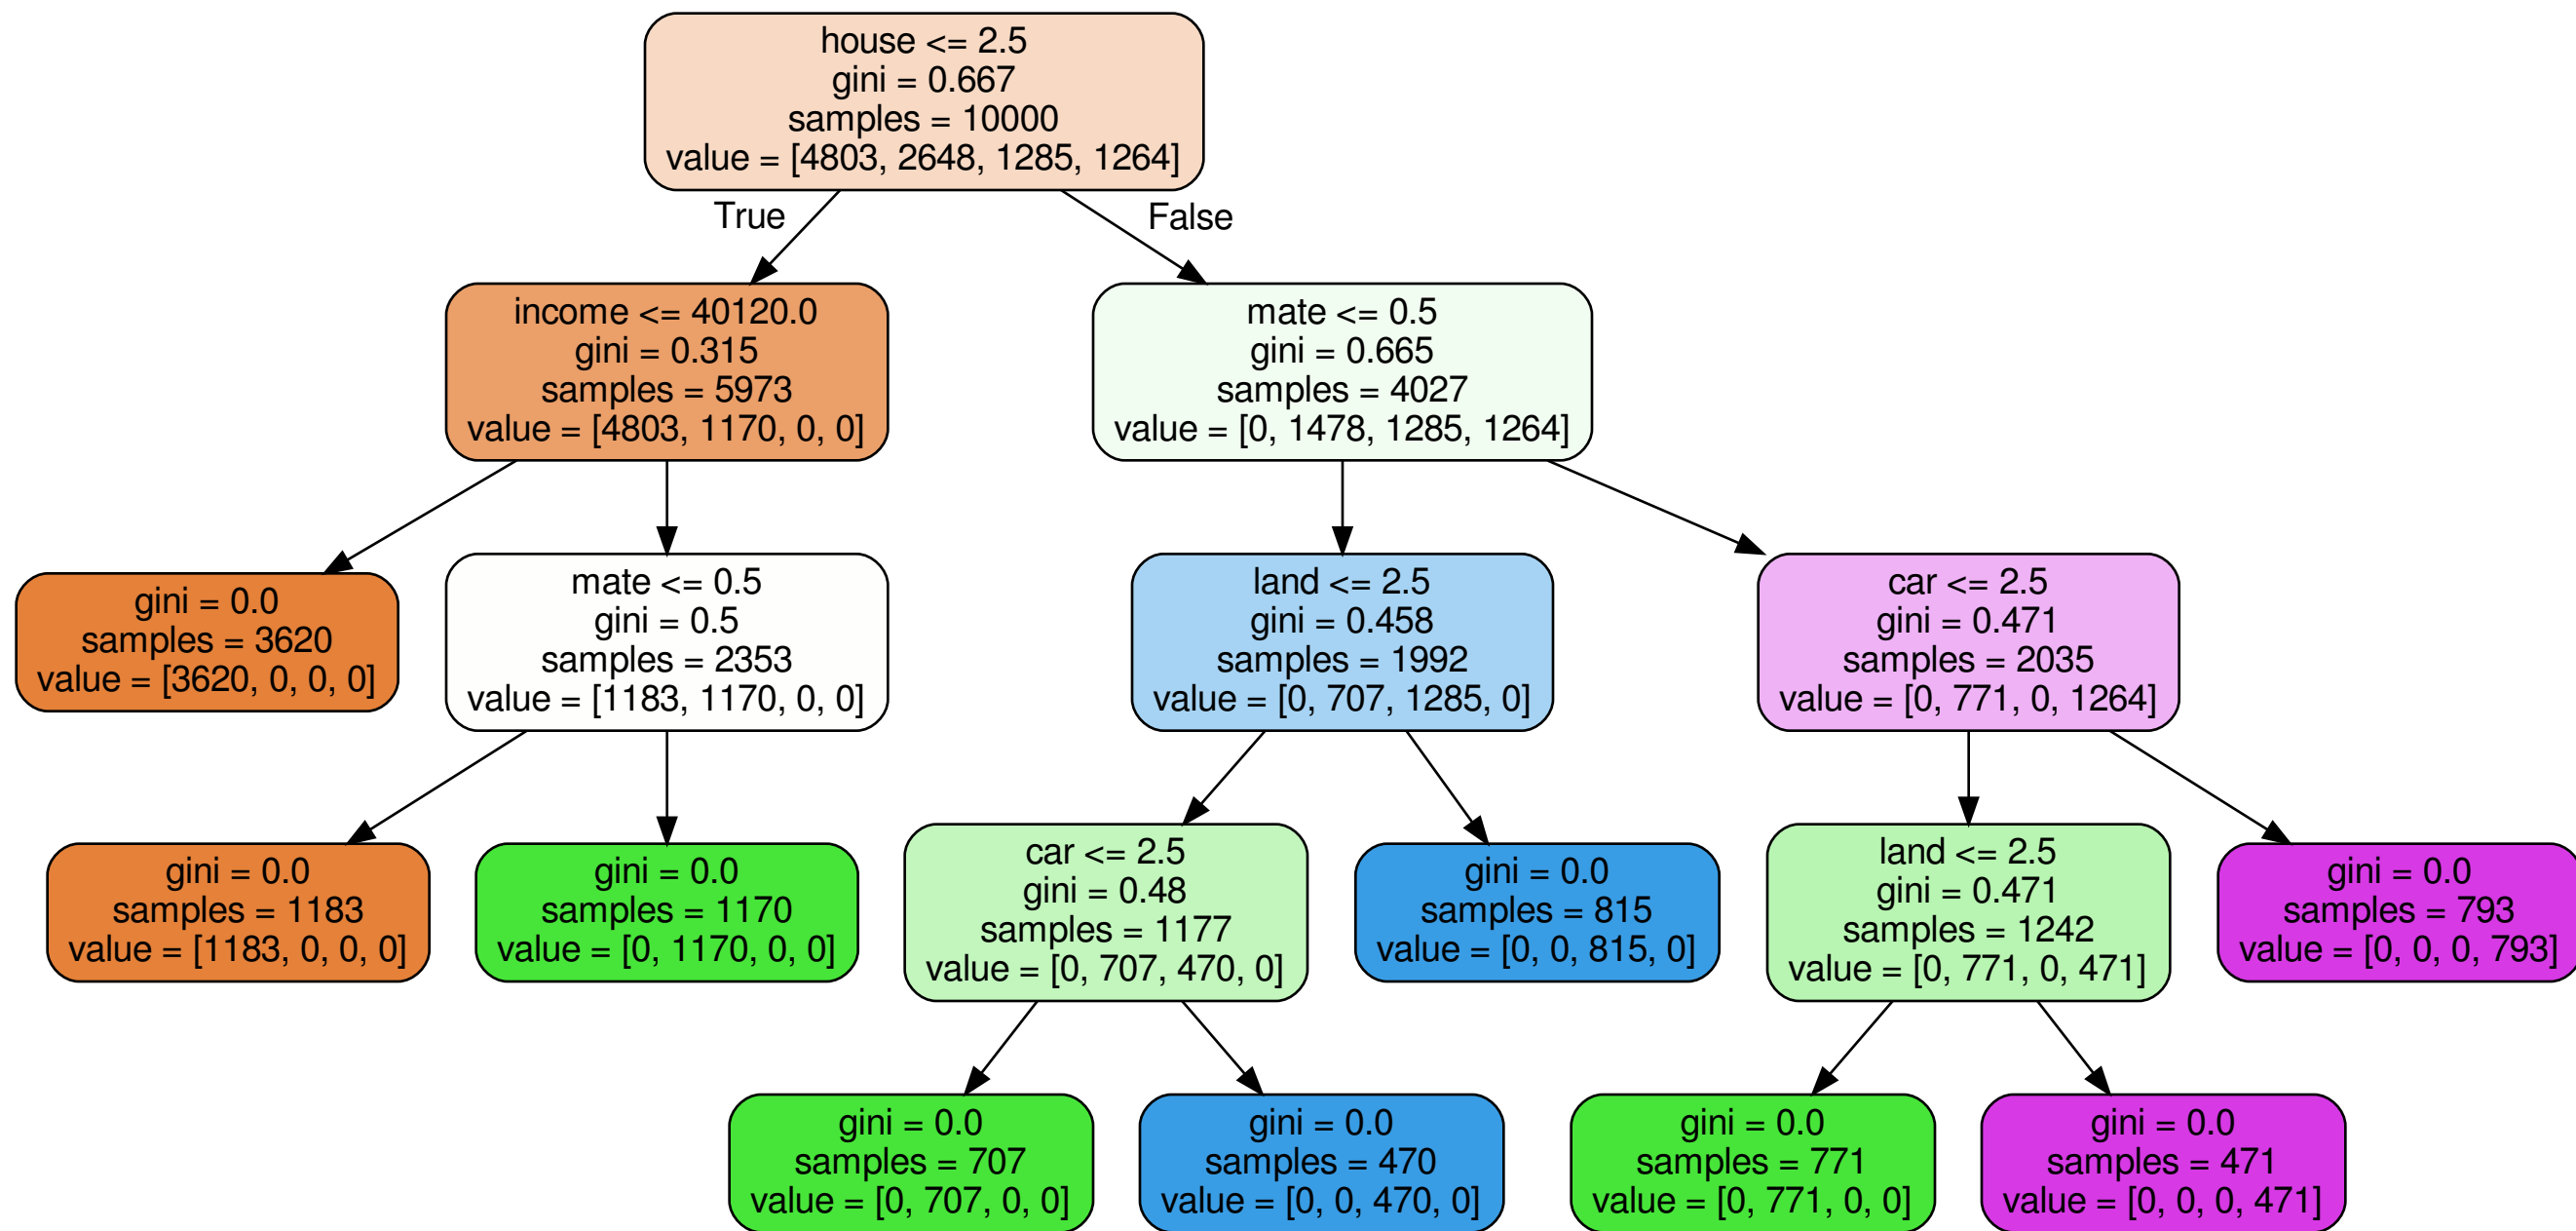 house <= 2.5
gini = 0.667
samples = 10000
value = [4803, 2648, 1285, 1264]
True
False
income <= 40120.0
gini = 0.315
samples = 5973
value = [4803, 1170, 0, 0]
mate <= 0.5
gini = 0.665
samples = 4027
value = [0, 1478, 1285, 1264]
gini = 0.0
samples = 3620
value = [3620, 0, 0, 0]
mate <= 0.5
gini = 0.5
samples = 2353
value = [1183, 1170, 0, 0]
land <= 2.5
gini = 0.458
samples = 1992
value = [0, 707, 1285, 0]
car <= 2.5
gini = 0.471
samples = 2035
value = [0, 771, 0, 1264]
gini = 0.0
samples = 1183
value = [1183, 0, 0, 0]
gini = 0.0
samples = 1170
value = [0, 1170, 0, 0]
car <= 2.5
gini = 0.48
samples = 1177
value = [0, 707, 470, 0]
gini = 0.0
samples = 815
value = [0, 0, 815, 0]
land <= 2.5
gini = 0.471
samples = 1242
value = [0, 771, 0, 471]
gini = 0.0
samples = 793
value = [0, 0, 0, 793]
gini = 0.0
samples = 707
value = [0, 707, 0, 0]
gini = 0.0
samples = 470
value = [0, 0, 470, 0]
gini = 0.0
samples = 771
value = [0, 771, 0, 0]
gini = 0.0
samples = 471
value = [0, 0, 0, 471]